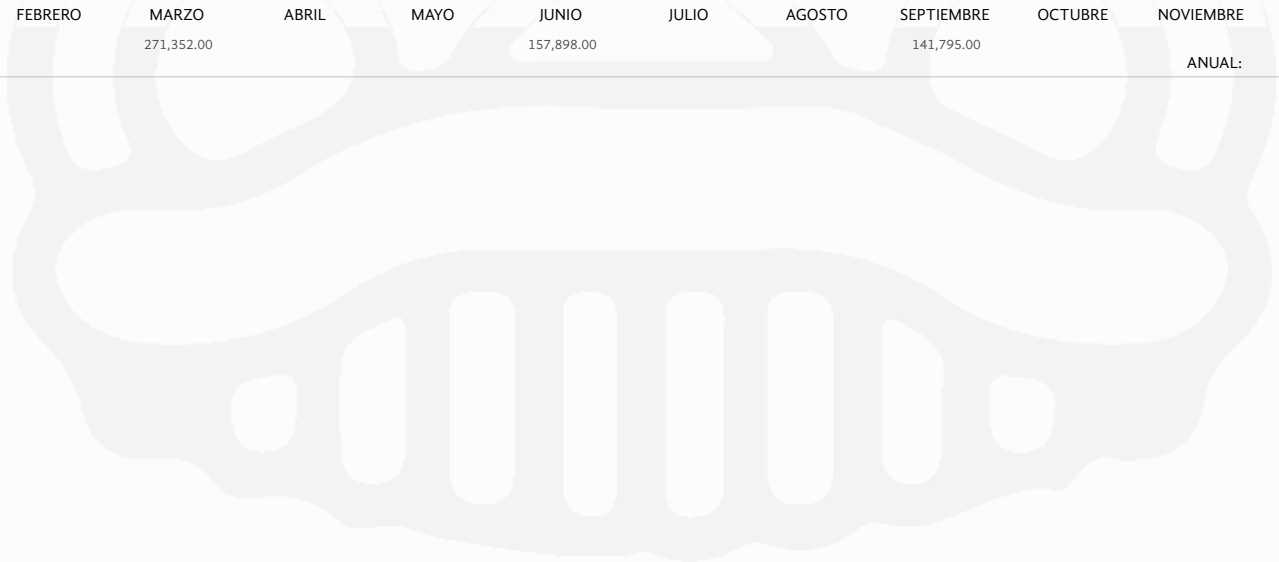 FEBRERO MARZO ABRIL MAYO JUNIO JULIO AGOSTO SEPTIEMBRE OCTUBRE NOVIEMBRE
271,352.00 157,898.00 141,795.00
ANUAL: